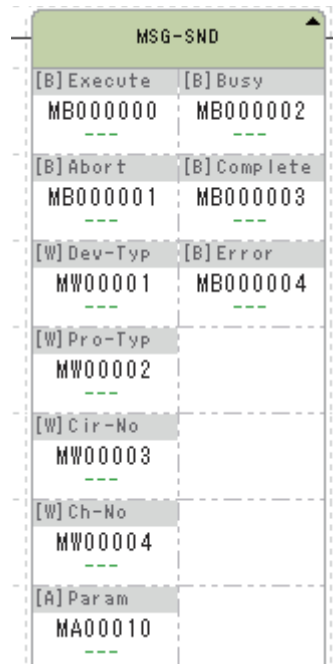 MSG-SND
[B]Execute [B]Busy
MB000000 MB000002
--- ---
[B]Abort [B]Complete
MB000001 MB000003
--- ---
[W]Dev-Typ [B]Error
MW00001 MB000004
--- ---
[W]Pro-Typ
MW00002
---
[W]Cir-No
MW00003
---
[W]Ch-No
MW00004
---
[A]Param
MA00010
---